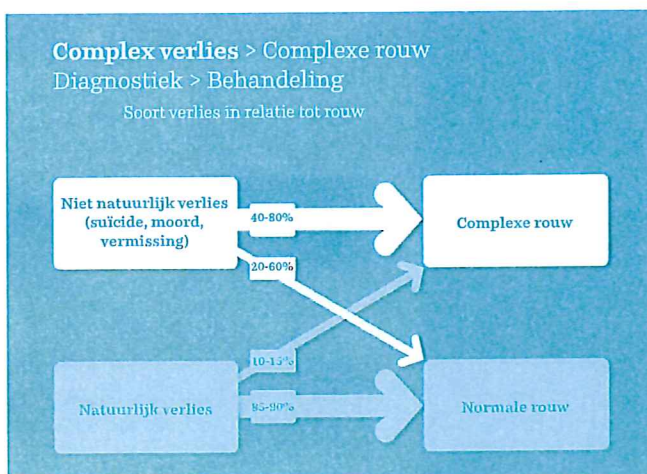 Complex verlies > Complexe rouw
Diagnostiek > Behandeling
Soort verlies in relatie tot rouw
Niet natuurlijk verlies
(suïcide, moord,
vermissing)
40-80%
Complexe rouw
20-60%
10-15%
Natuurlijk verlies
85-90%
Normale rouw